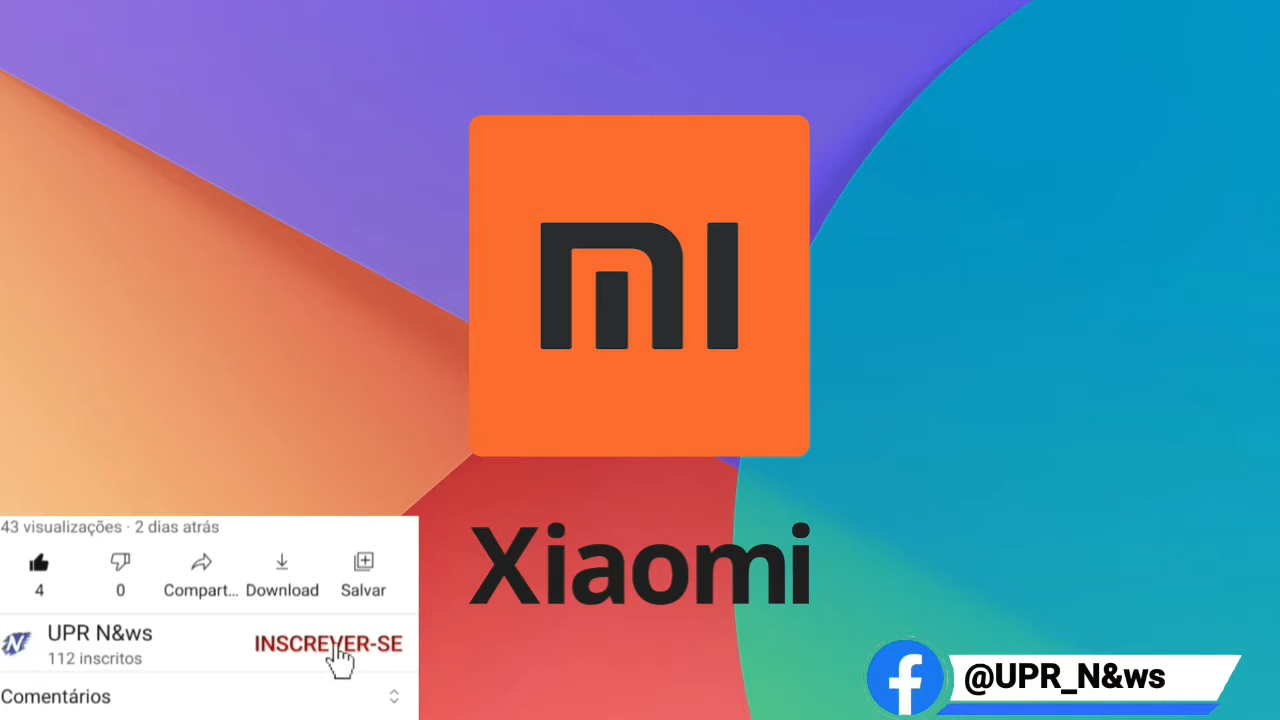 mi
Xiaomi
43 visualizações · 2 dias atrás
4
0
Compart...
Download
Salvar
UPR N&ws
INSCREVER-SE
112 inscritos
Comentários
@UPR_N&ws